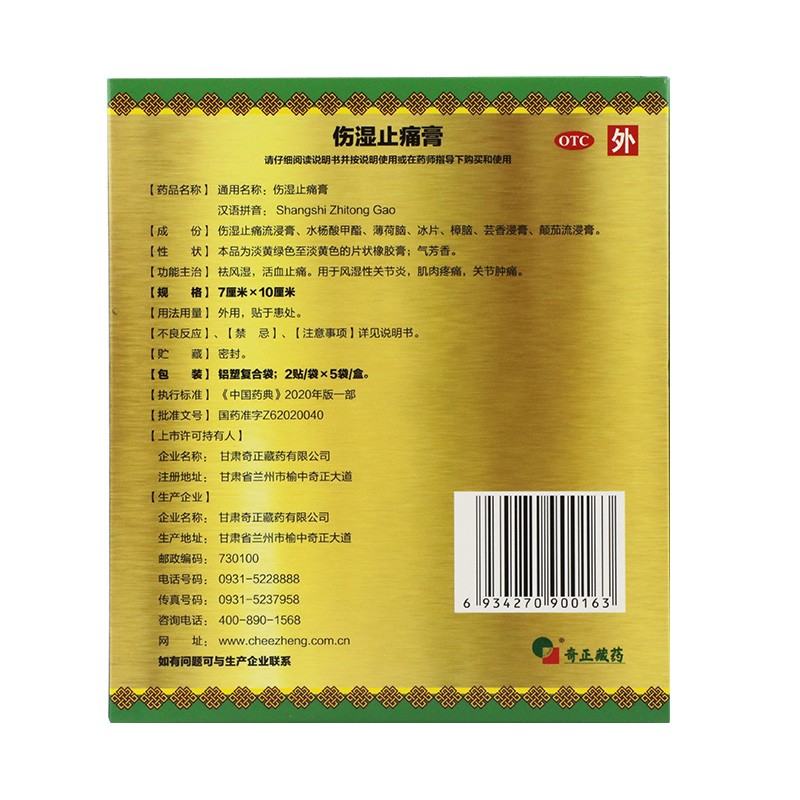 伤湿止痛膏
OTC
外
请仔细阅读说明书并按说明使用或在药师指导下购买和使用
【药品名称】通用名称：伤湿止痛膏
汉语拼音：Shangshi Zhitong Gao
【成　份】伤湿止痛流浸膏、水杨酸甲酯、薄荷脑、冰片、樟脑、芸香浸膏、颠茄流浸膏。
【性　状】本品为淡黄绿色至淡黄色的片状橡胶膏；气芳香。
【功能主治】祛风湿，活血止痛。用于风湿性关节炎，肌肉疼痛，关节肿痛。
【规　格】7厘米×10厘米
【用法用量】外用，贴于患处。
【不良反应】、【禁　忌】、【注意事项】详见说明书。
【贮　藏】密封。
【包　装】铝塑复合袋；2贴/袋×5袋/盒。
【执行标准】《中国药典》2020年版一部
【批准文号】国药准字Z62020040
【上市许可持有人】
企业名称：甘肃奇正藏药有限公司
注册地址：甘肃省兰州市榆中奇正大道
【生产企业】
企业名称：甘肃奇正藏药有限公司
生产地址：甘肃省兰州市榆中奇正大道
邮政编码：730100
电话号码：0931-5228888
传真号码：0931-5237958
咨询电话：400-890-1568
网　址：www.cheezheng.com.cn
如有问题可与生产企业联系
6 934270 900163
®
奇正藏药